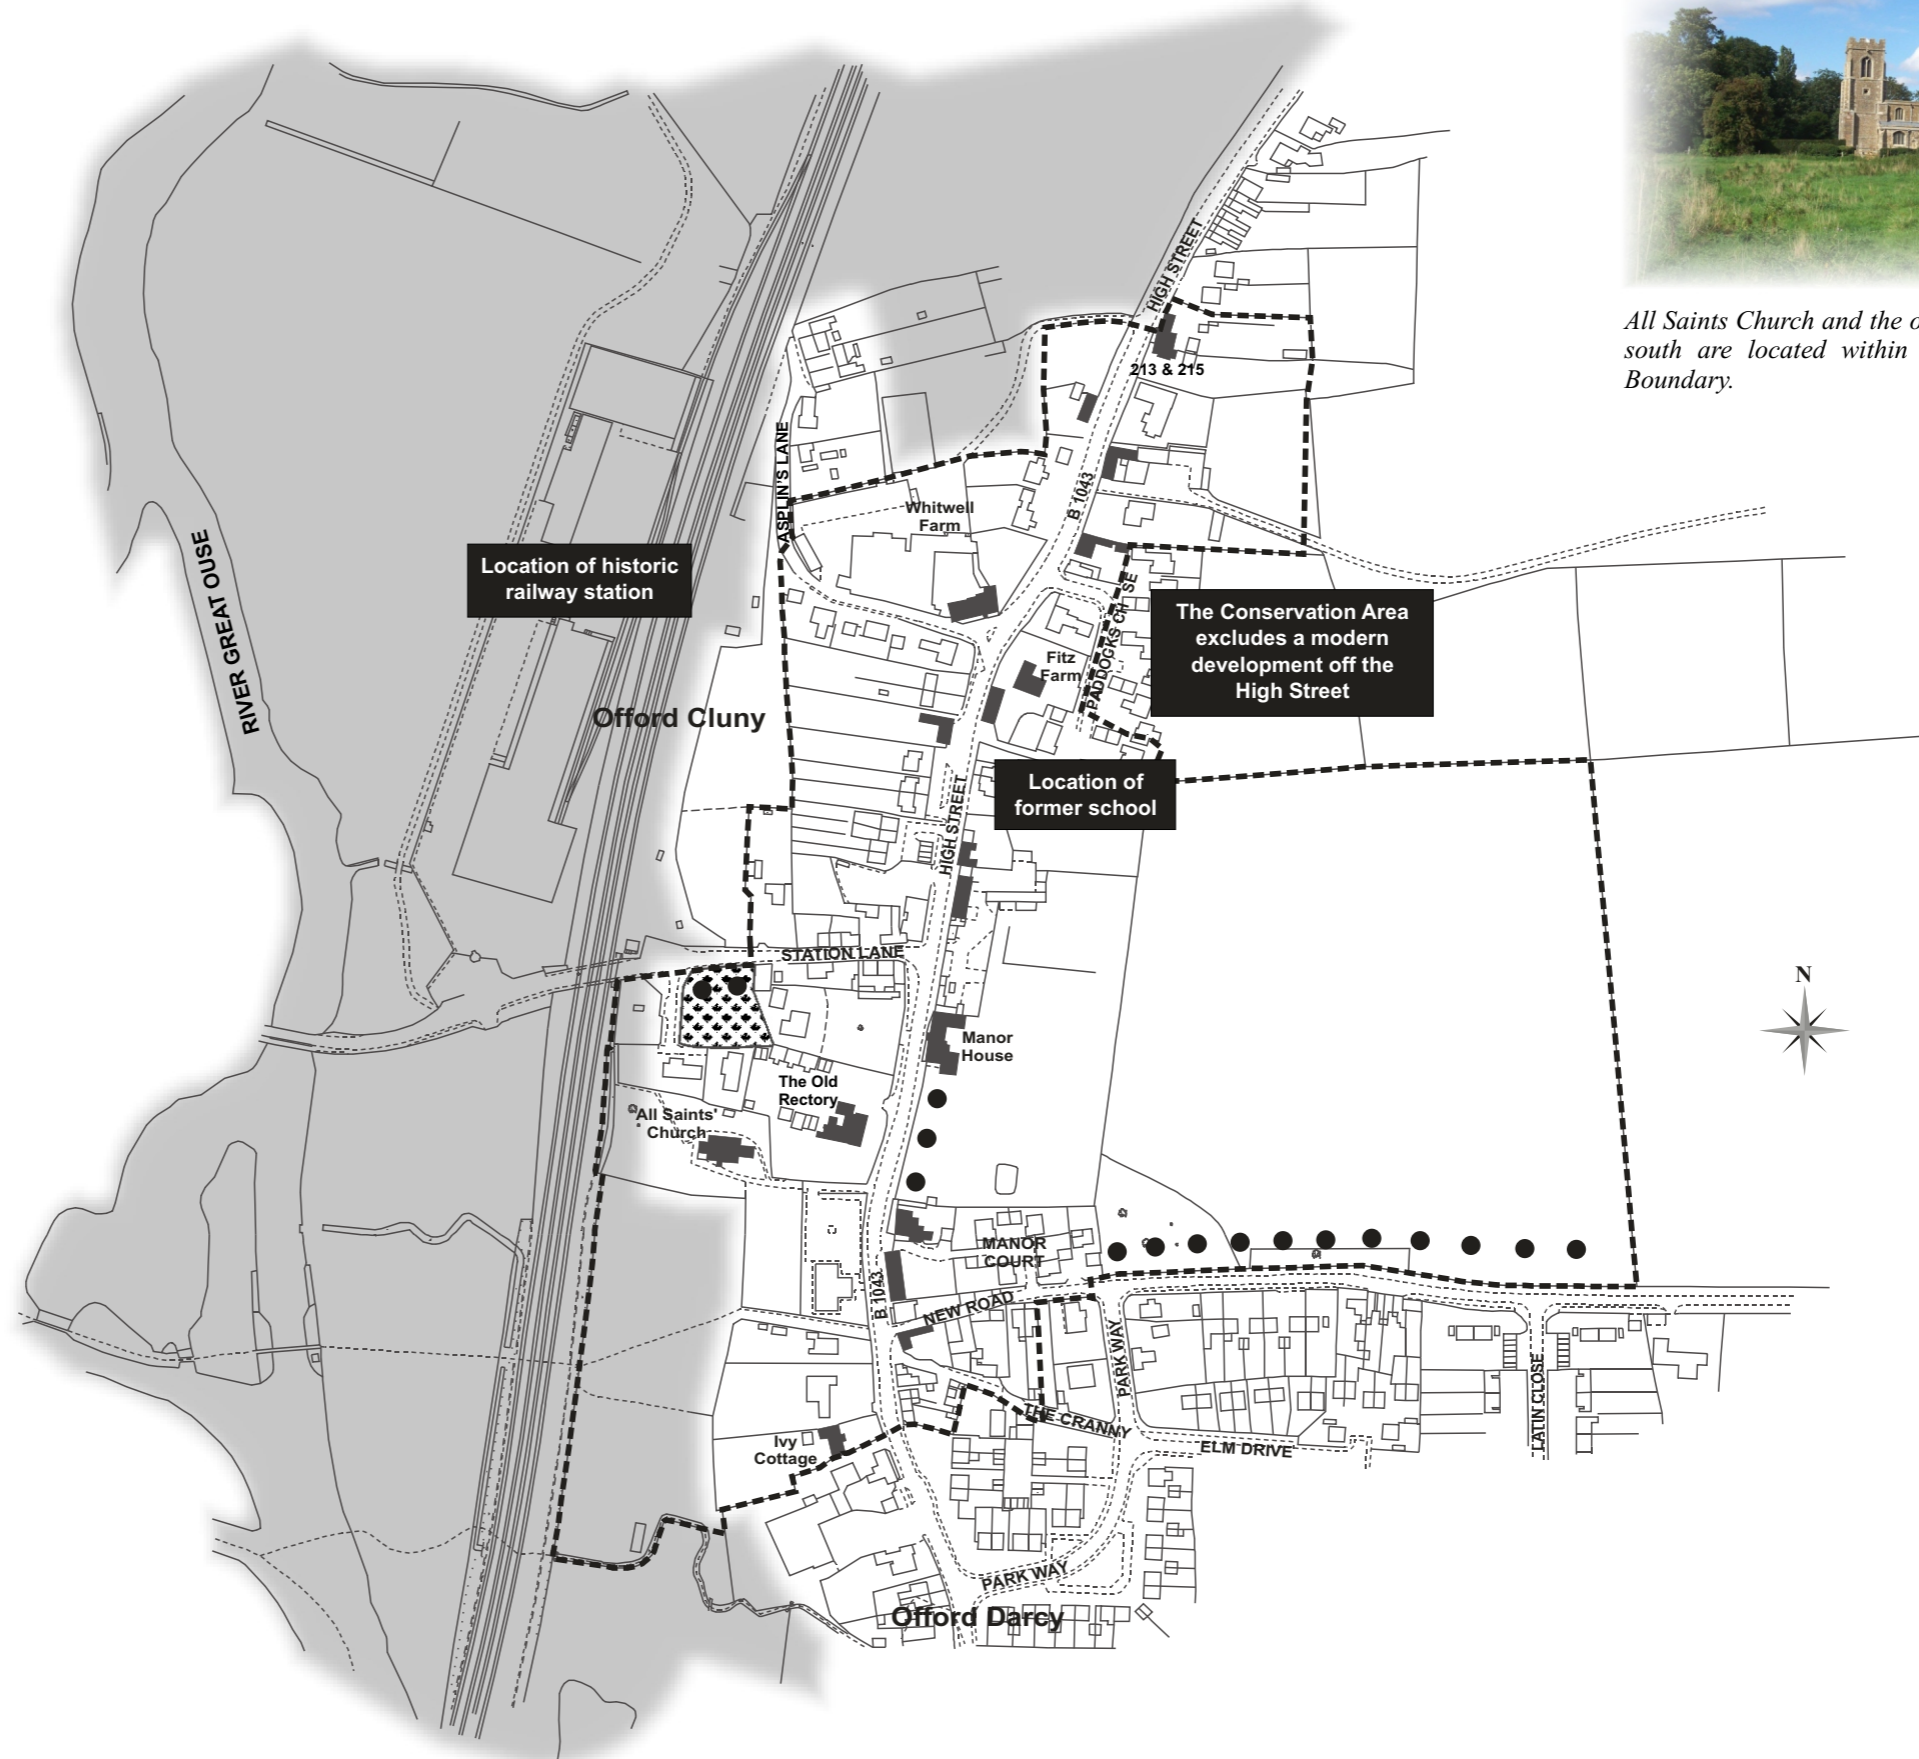 All Saints Church and the o
south are located within
Boundary.
HIGH STREET
213 & 215
ASPLIN'S LANE
B 1043
Whitwell
Farm
RIVER GREAT OUSE
Location of historic
railway station
PADDOCKS CH SE
The Conservation Area
excludes a modern
development off the
High Street
Fitz
Farm
Offord Cluny
Location of
former school
HIGH STREET
STATION LANE
N
Manor
House
The Old
Rectory
All Saints'
Church
MANOR
COURT
B 1043
NEW ROAD
PARK WAY
THE CRANNY
ELM DRIVE
LATIN CLOSE
Ivy
Cottage
PARK WAY
Offord Darcy